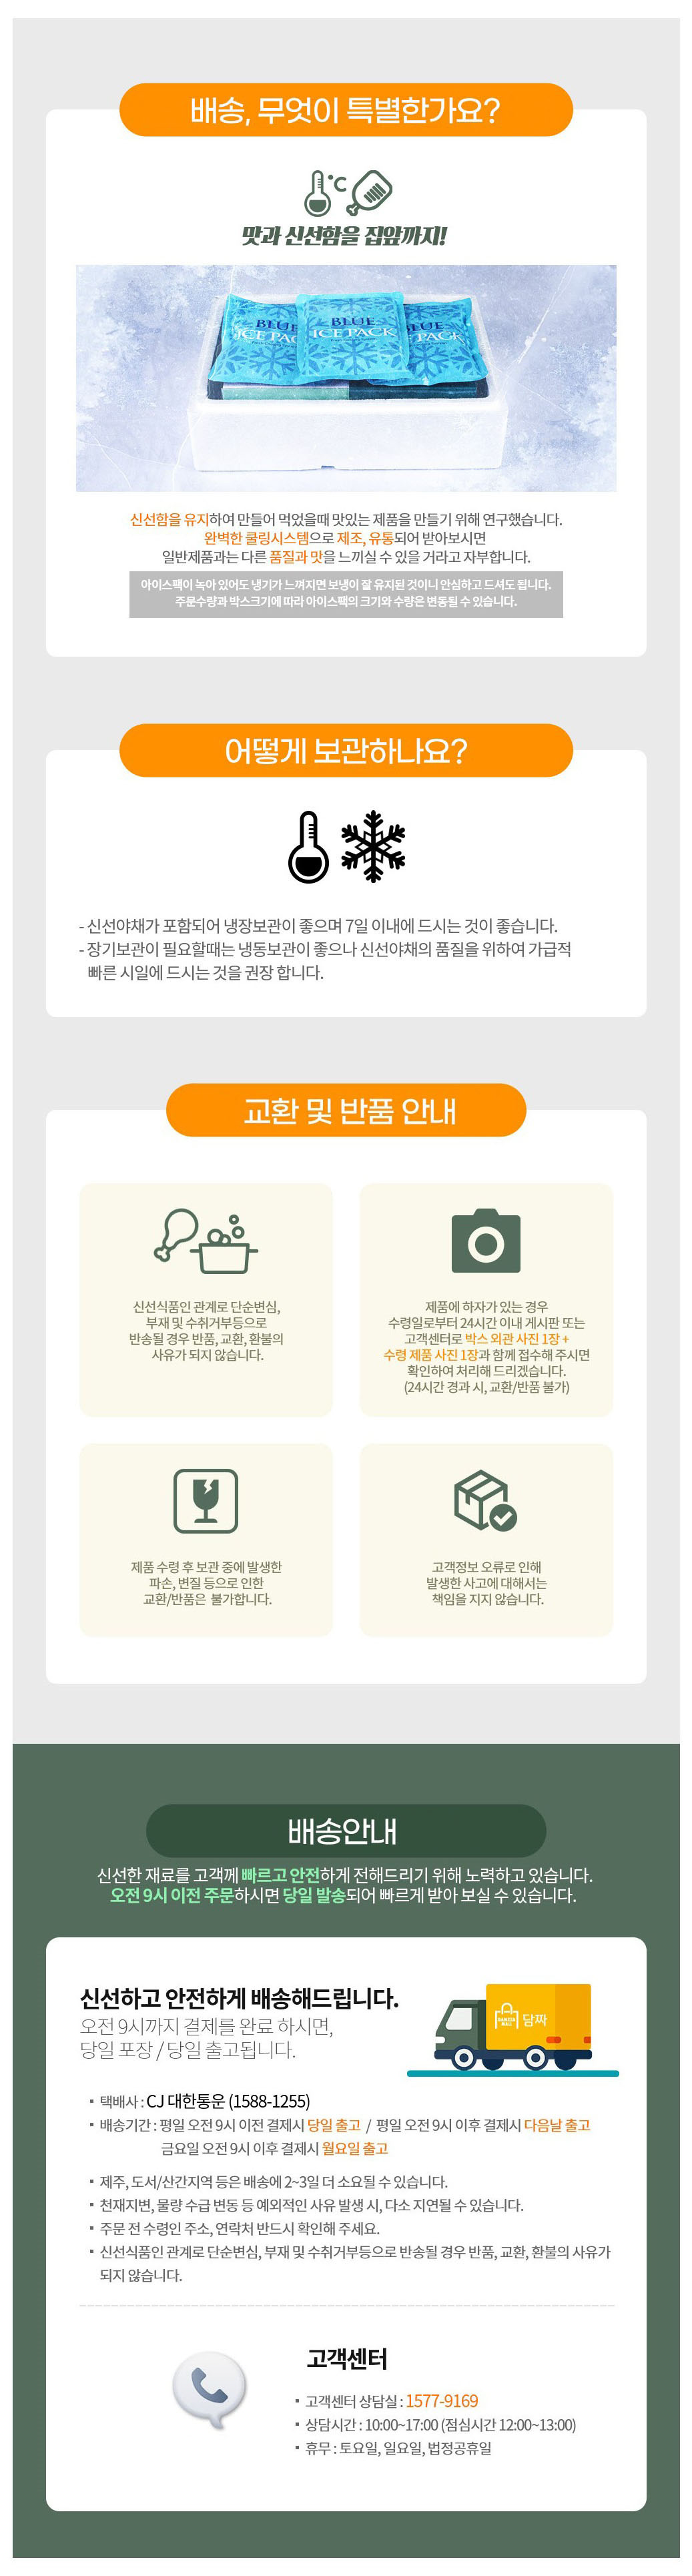 배송, 무엇이 특별한가요?
°C
맛과 신선함을 집앞까지!
BLUE
ICE PACK
BLUE
ICE PACK
BLUE
ICE PACK
신선함을 유지하여 만들어 먹었을때 맛있는 제품을 만들기 위해 연구했습니다.
완벽한 쿨링시스템으로 제조, 유통되어 받아보시면
일반제품과는 다른 품질과 맛을 느끼실 수 있을 거라고 자부합니다.
아이스팩이 녹아 있어도 냉기가 느껴지면 보냉이 잘 유지된 것이니 안심하고 드셔도 됩니다.
주문수량과 박스크기에 따라 아이스팩의 크기와 수량은 변동될 수 있습니다.
어떻게 보관하나요?
- 신선야채가 포함되어 냉장보관이 좋으며 7일 이내에 드시는 것이 좋습니다.
- 장기보관이 필요할때는 냉동보관이 좋으나 신선야채의 품질을 위하여 가급적
빠른 시일에 드시는 것을 권장 합니다.
교환 및 반품 안내
신선식품인 관계로 단순변심,
부재 및 수취거부등으로
반송될 경우 반품, 교환, 환불의
사유가 되지 않습니다.
제품에 하자가 있는 경우
수령일로부터 24시간 이내 게시판 또는
고객센터로 박스 외관 사진 1장 +
수령 제품 사진 1장과 함께 접수해 주시면
확인하여 처리해 드리겠습니다.
(24시간 경과 시, 교환/반품 불가)
제품 수령 후 보관 중에 발생한
파손, 변질 등으로 인한
교환/반품은 불가합니다.
고객정보 오류로 인해
발생한 사고에 대해서는
책임을 지지 않습니다.
배송안내
신선한 재료를 고객께 빠르고 안전하게 전해드리기 위해 노력하고 있습니다.
오전 9시 이전 주문하시면 당일 발송되어 빠르게 받아 보실 수 있습니다.
신선하고 안전하게 배송해드립니다.
오전 9시까지 결제를 완료 하시면,
당일 포장 / 당일 출고됩니다.
담짜
▪ 택배사 : CJ 대한통운 (1588-1255)
▪ 배송기간 : 평일 오전 9시 이전 결제시 당일 출고 / 평일 오전 9시 이후 결제시 다음날 출고
금요일 오전 9시 이후 결제시 월요일 출고
▪ 제주, 도서/산간지역 등은 배송에 2~3일 더 소요될 수 있습니다.
▪ 천재지변, 물량 수급 변동 등 예외적인 사유 발생 시, 다소 지연될 수 있습니다.
▪ 주문 전 수령인 주소, 연락처 반드시 확인해 주세요.
▪ 신선식품인 관계로 단순변심, 부재 및 수취거부등으로 반송될 경우 반품, 교환, 환불의 사유가
되지 않습니다.
고객센터
▪ 고객센터 상담실 : 1577-9169
▪ 상담시간 : 10:00~17:00 (점심시간 12:00~13:00)
▪ 휴무 : 토요일, 일요일, 법정공휴일